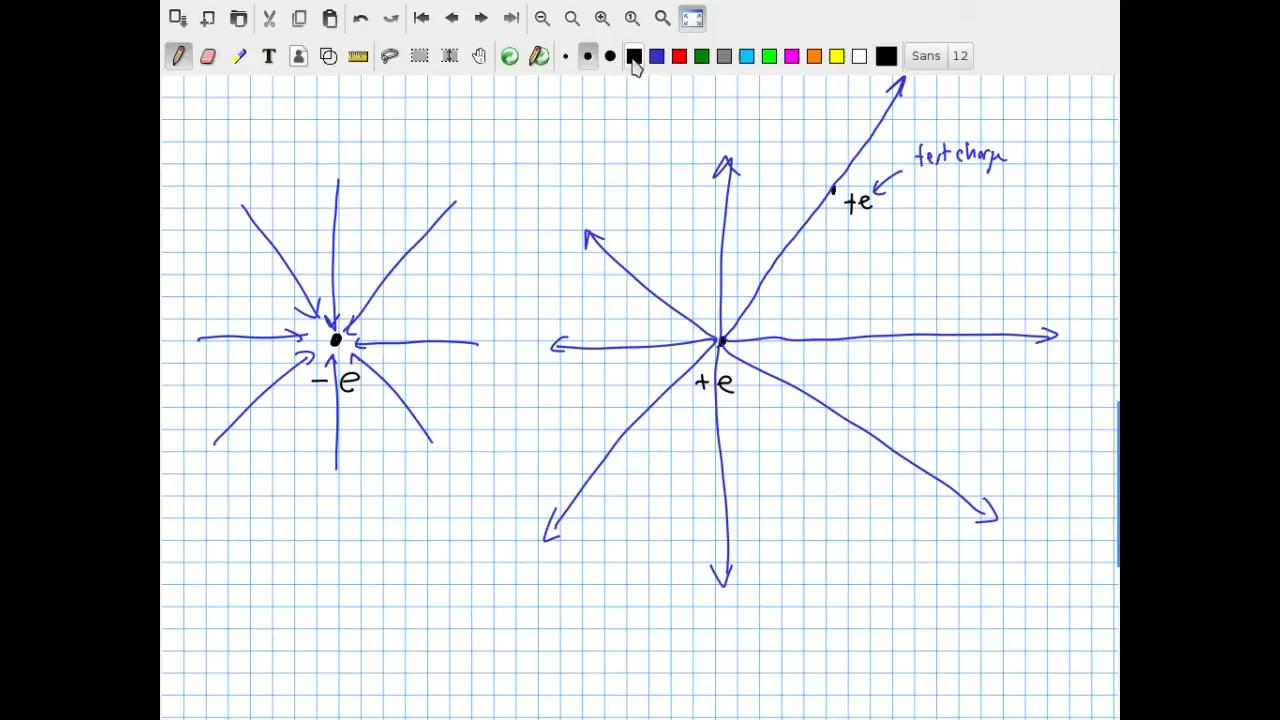 T
Sans 12
test charge
+e
- e
+ e